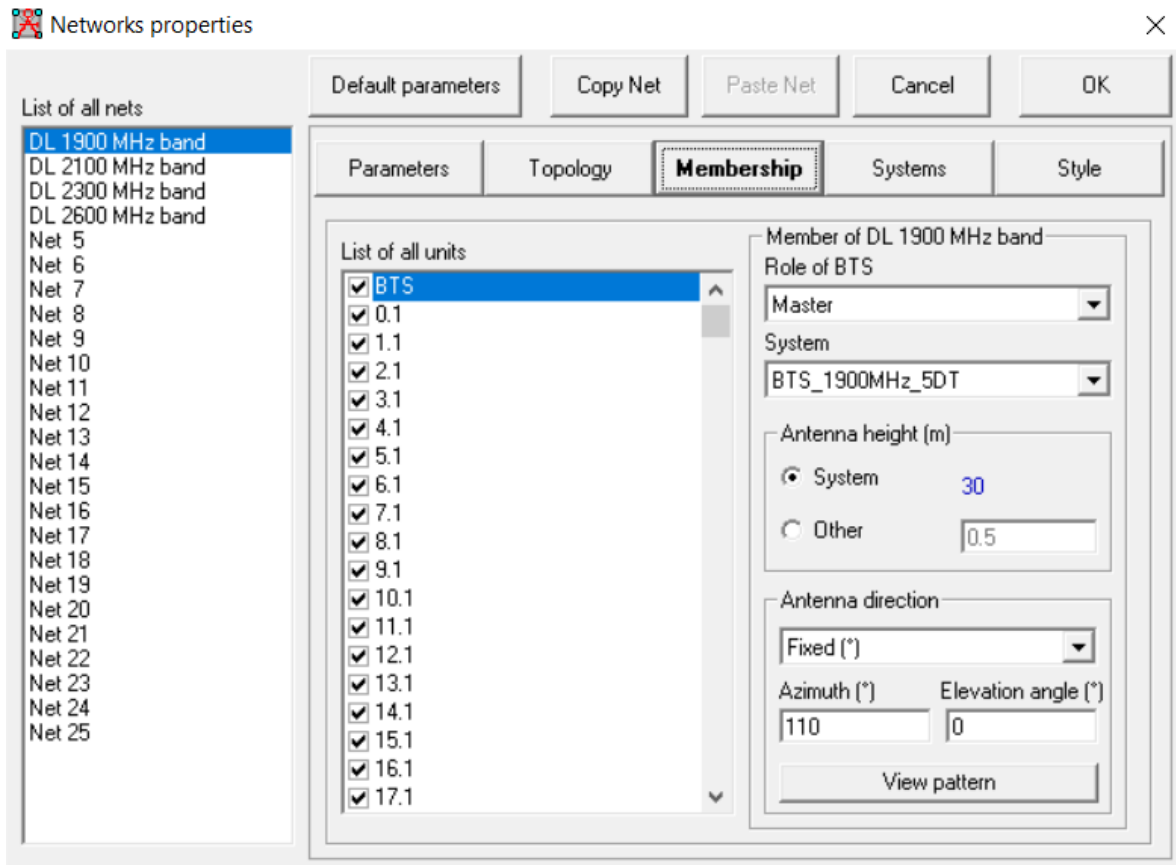 Networks properties
Default parameters
Copy Net
Paste Net
Cancel
OK
List of all nets
DL 1900 MHz band
DL 2100 MHz band
DL 2300 MHz band
DL 2600 MHz band
Net 5
Net 6
Net 7
Net 8
Net 9
Net 10
Net 11
Net 12
Net 13
Net 14
Net 15
Net 16
Net 17
Net 18
Net 19
Net 20
Net 21
Net 22
Net 23
Net 24
Net 25
Parameters
Topology
Membership
Systems
Style
List of all units
BTS
0.1
1.1
2.1
3.1
4.1
5.1
6.1
7.1
8.1
9.1
10.1
11.1
12.1
13.1
14.1
15.1
16.1
17.1
Member of DL 1900 MHz band
Role of BTS
Master
System
BTS_1900MHz_5DT
Antenna height (m)
System 30
Other 0.5
Antenna direction
Fixed (°)
Azimuth (°) Elevation angle (°)
110 0
View pattern